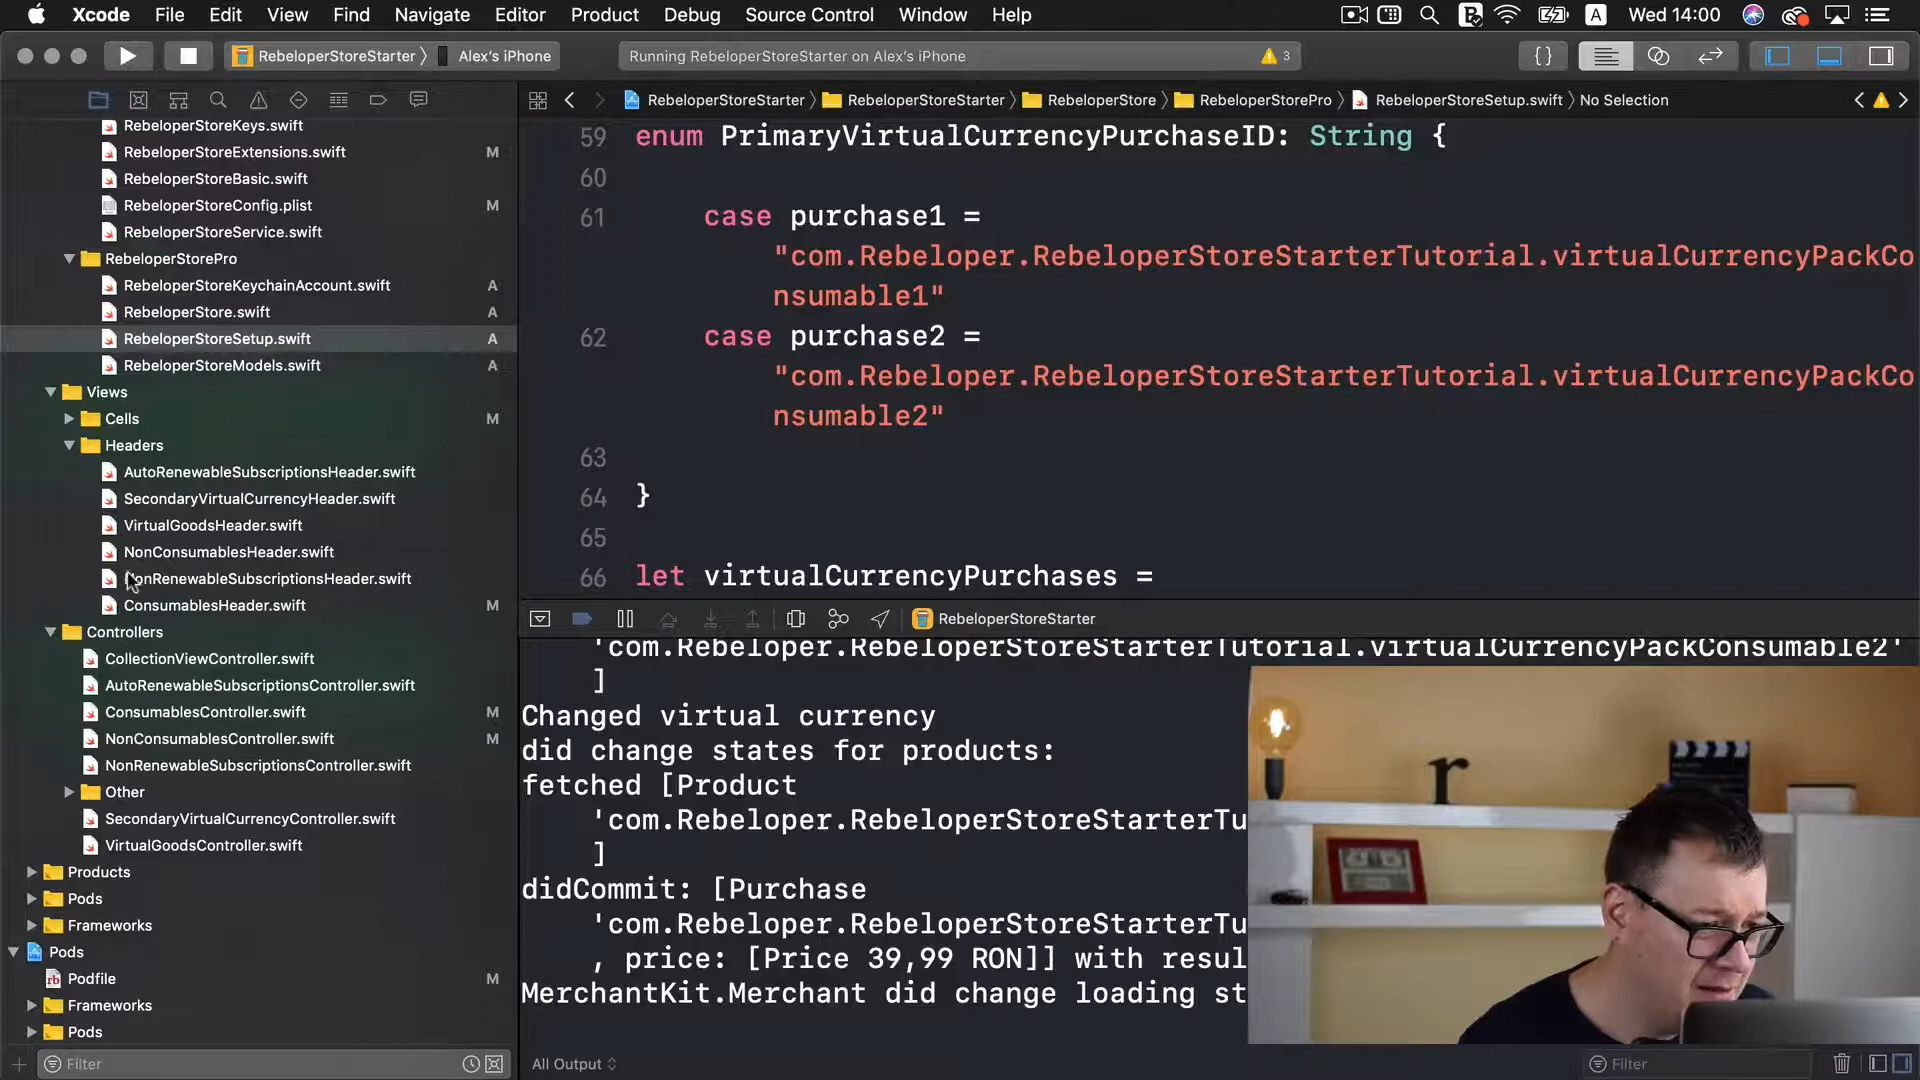 Xcode File Edit View Find Navigate Editor Product Debug Source Control Window Help A Wed 14:00
RebeloperStoreStarter 〉 Alex's iPhone Running RebeloperStoreStarter on Alex's iPhone 3
RebeloperStoreStarter 〉 RebeloperStoreStarter 〉 RebeloperStore 〉 RebeloperStorePro 〉 RebeloperStoreSetup.swift 〉 No Selection
RebeloperStoreKeys.swift
RebeloperStoreExtensions.swift M
RebeloperStoreBasic.swift
RebeloperStoreConfig.plist M
RebeloperStoreService.swift
RebeloperStorePro
RebeloperStoreKeychainAccount.swift A
RebeloperStore.swift A
RebeloperStoreSetup.swift A
RebeloperStoreModels.swift A
Views
Cells M
Headers
AutoRenewableSubscriptionsHeader.swift
SecondaryVirtualCurrencyHeader.swift
VirtualGoodsHeader.swift
NonConsumablesHeader.swift
onRenewableSubscriptionsHeader.swift
ConsumablesHeader.swift M
Controllers
CollectionViewController.swift
AutoRenewableSubscriptionsController.swift
ConsumablesController.swift M
NonConsumablesController.swift M
NonRenewableSubscriptionsController.swift
Other
SecondaryVirtualCurrencyController.swift
VirtualGoodsController.swift
Products
Pods
Frameworks
Pods
rb Podfile M
Frameworks
Pods
Filter
59 enum PrimaryVirtualCurrencyPurchaseID: String {
60
61 case purchase1 =
"com.Rebeloper.RebeloperStoreStarterTutorial.virtualCurrencyPackCo
nsumable1"
62 case purchase2 =
"com.Rebeloper.RebeloperStoreStarterTutorial.virtualCurrencyPackCo
nsumable2"
63
64 }
65
66 let virtualCurrencyPurchases =
RebeloperStoreStarter
'com.Rebeloper.RebeloperStoreStarterTutorial.virtualCurrencyPackConsumable2'
]
Changed virtual currency
did change states for products:
fetched [Product
'com.Rebeloper.RebeloperStoreStarterTu
]
didCommit: [Purchase
'com.Rebeloper.RebeloperStoreStarterTu
, price: [Price 39,99 RON]] with resul
MerchantKit.Merchant did change loading st
All Output
Filter